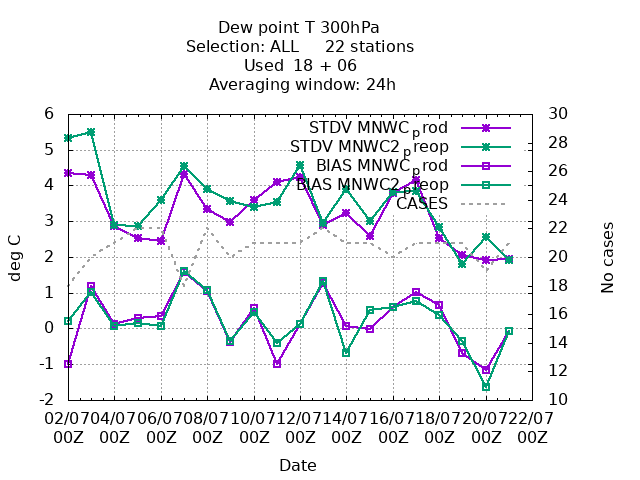 Dew point T 300hPa
Selection: ALL 22 stations
Used 18 + 06
Averaging window: 24h
6
5
4
3
2
1
0
-1
-2
deg C
30
28
26
24
22
20
18
16
14
12
10
No cases
STDV MNWC_prod
STDV MNWC2_preop
BIAS MNWC_prod
BIAS MNWC2_preop
CASES
02/07 04/07 06/07 08/07 10/07 12/07 14/07 16/07 18/07 20/07 22/07
00Z 00Z 00Z 00Z 00Z 00Z 00Z 00Z 00Z 00Z 00Z
Date